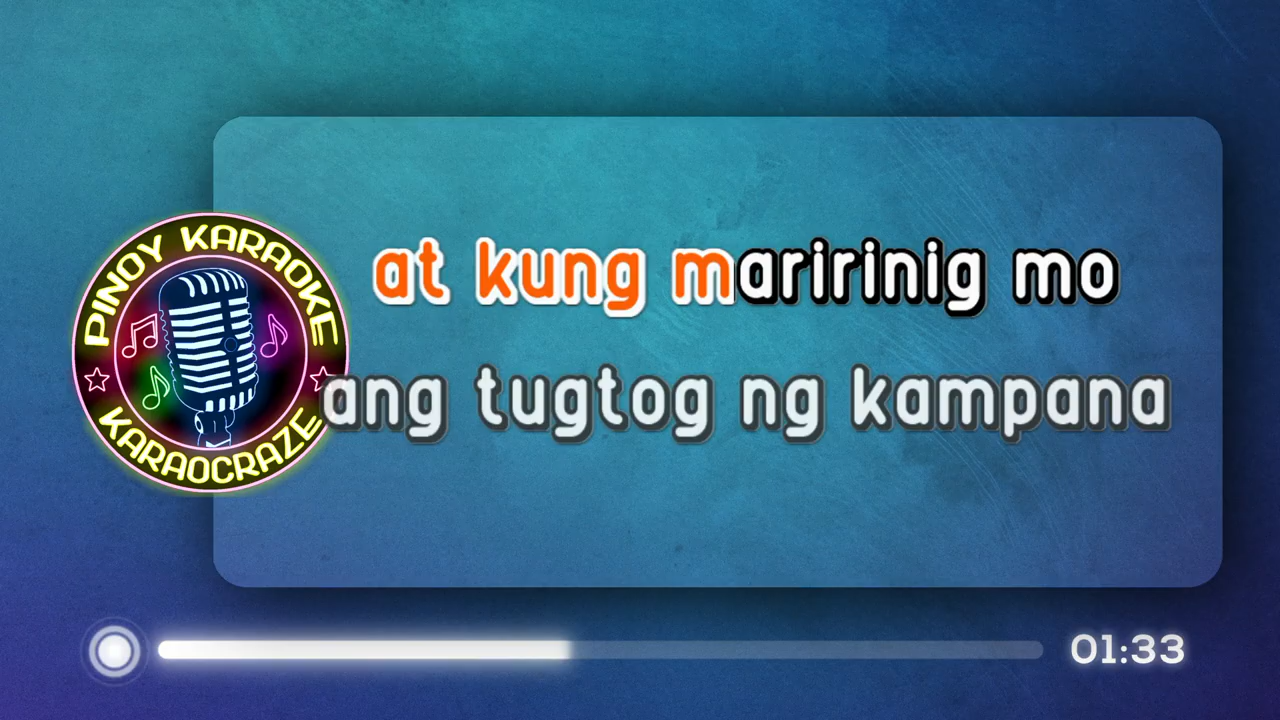 PINOY KARAOKE
KARAOCRAZE
at kung maririnig mo
ang tugtog ng kampana
01:33